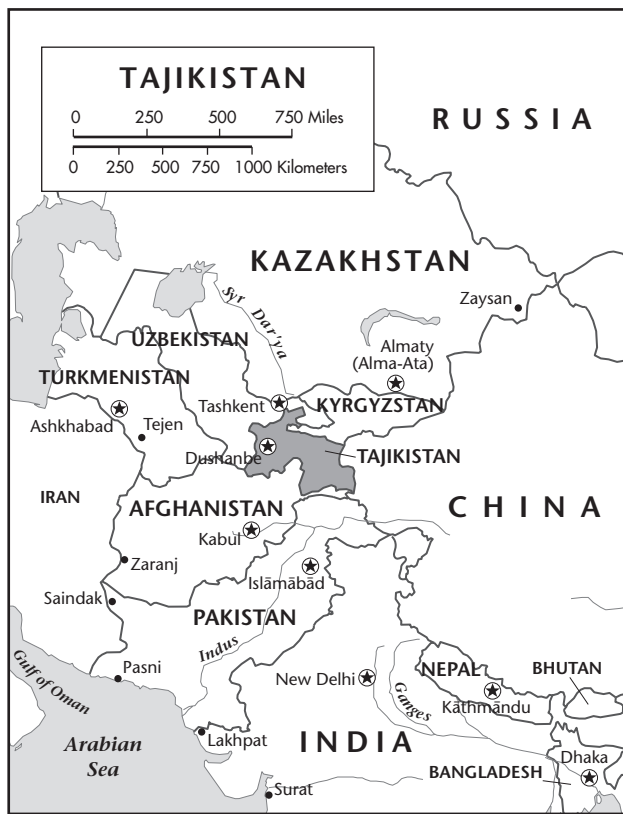 TAJIKISTAN
0 250 500 750 Miles
0 250 500 750 1000 Kilometers
RUSSIA
KAZAKHSTAN
Zaysan
Syr Dar'ya
UZBEKISTAN
Almaty
(Alma-Ata)
TURKMENISTAN
Tashkent
KYRGYZSTAN
Ashkhabad
Tejen
Dushanbe
TAJIKISTAN
IRAN
AFGHANISTAN
CHINA
Kabul
Zaranj
Islāmābād
Saindak
PAKISTAN
Indus
Gulf of Oman
Pasni
New Delhi
NEPAL
BHUTAN
Ganges
Kāthmāndu
Lakhpat
INDIA
Arabian
Sea
Dhaka
BANGLADESH
Surat